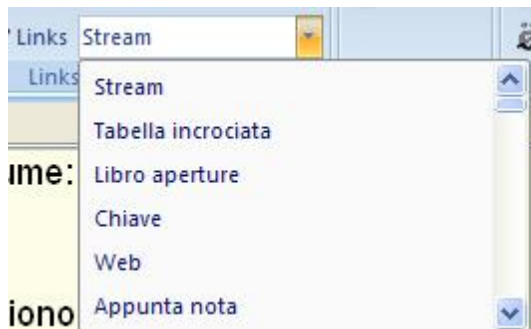 Links Stream
Links
Stream
Tabella incrociata
ume:
Libro aperture
Chiave
Web
iono
Appunta nota